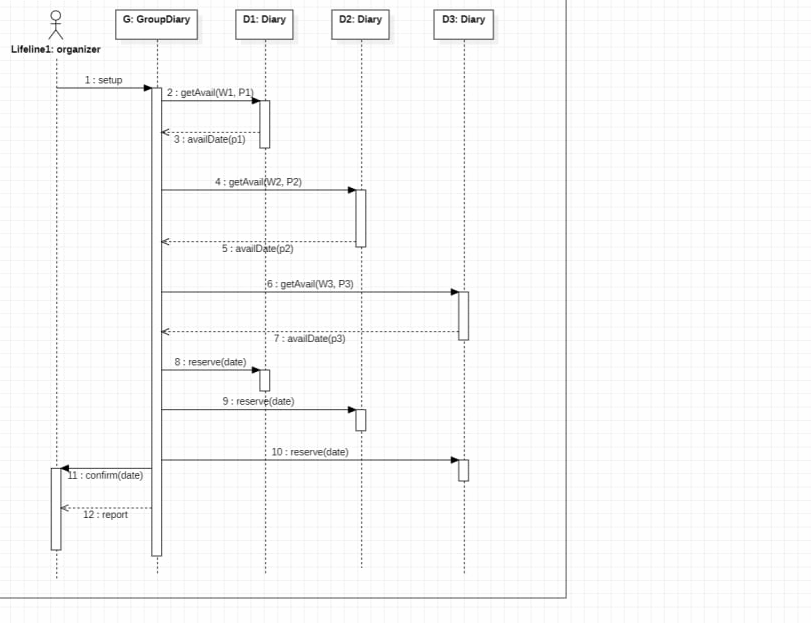 G: GroupDiary
D1: Diary
D2: Diary
D3: Diary
Lifeline1: organizer
1 : setup
2 : getAvail(W1, P1)
3 : availDate(p1)
4 : getAvail(W2, P2)
5 : availDate(p2)
6 : getAvail(W3, P3)
7 : availDate(p3)
8 : reserve(date)
9 : reserve(date)
10 : reserve(date)
11 : confirm(date)
12 : report